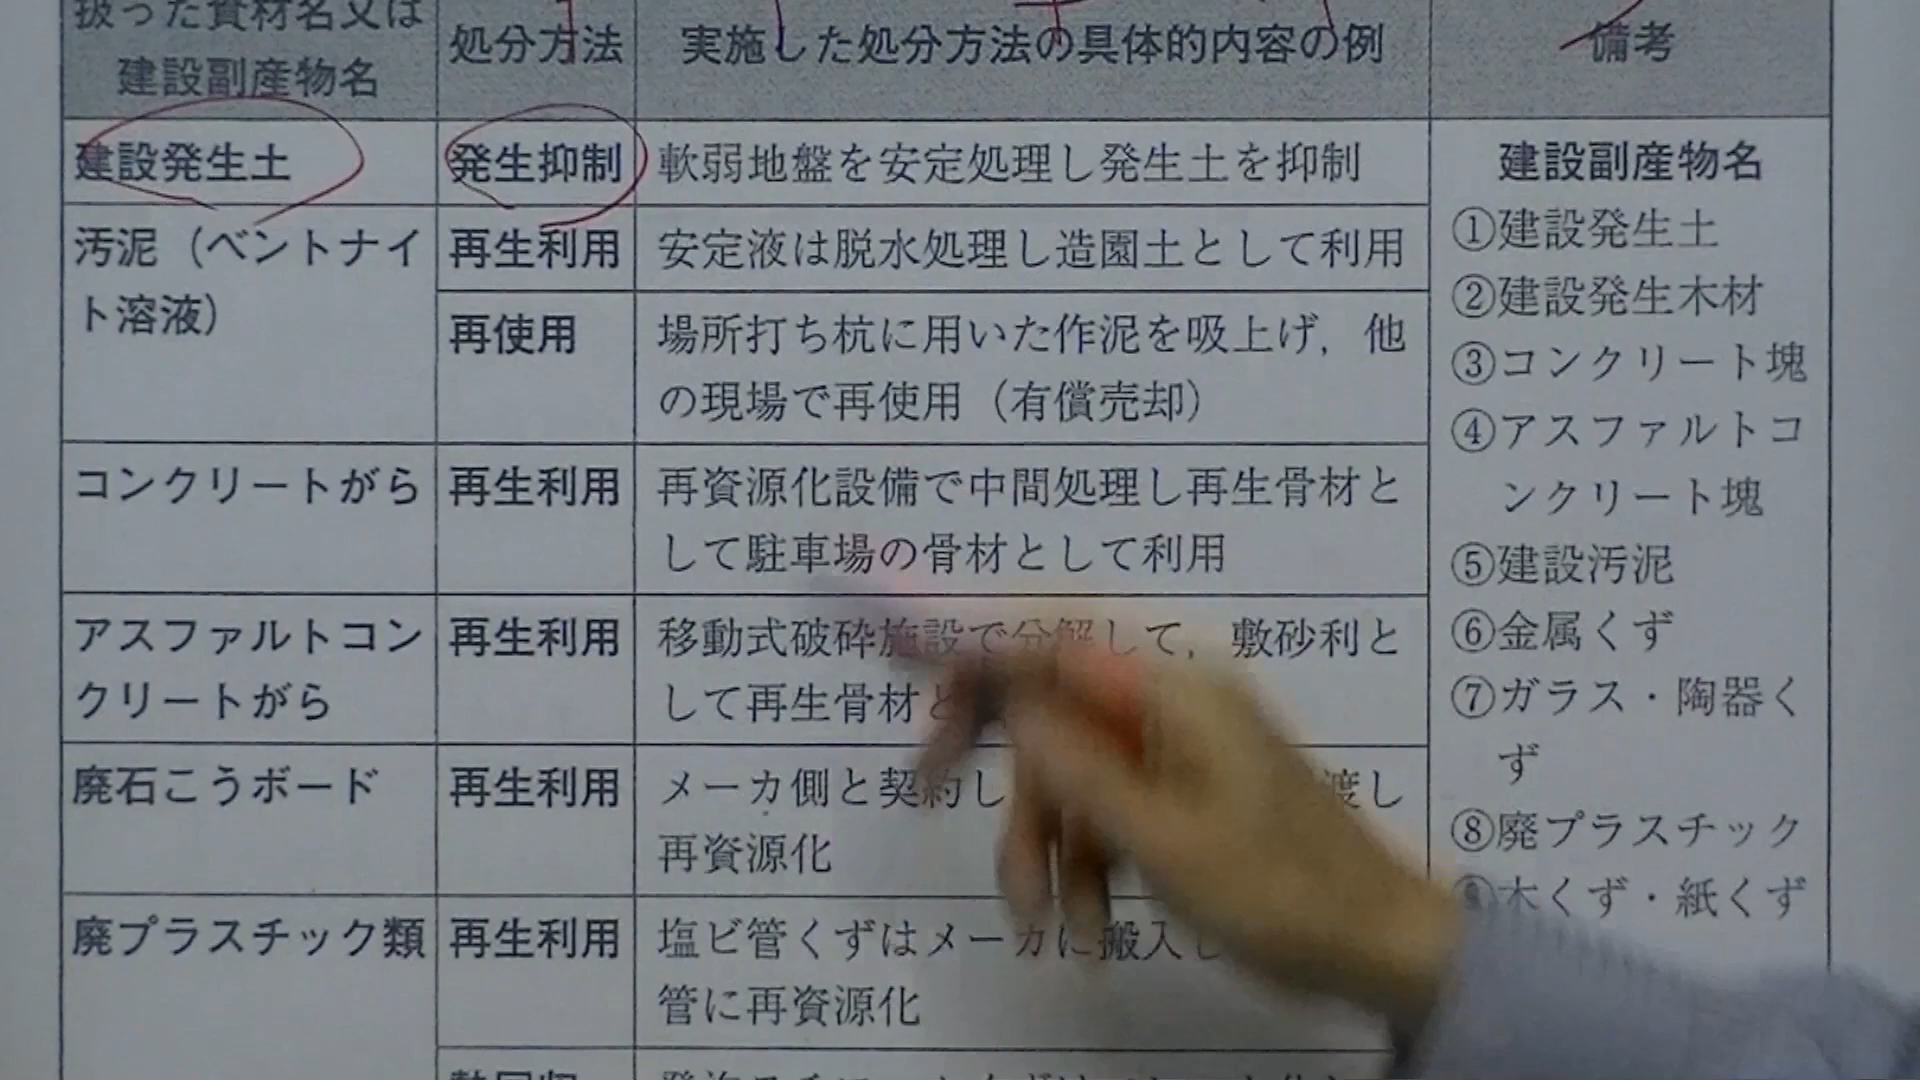 扱った資材名又は
建設副産物名
処分方法
実施した処分方法の具体的内容の例
備考
建設発生土
発生抑制
軟弱地盤を安定処理し発生土を抑制
汚泥（ベントナイ
ト溶液）
再生利用
安定液は脱水処理し造園土として利用
再使用
場所打ち杭に用いた作泥を吸上げ，他
の現場で再使用（有償売却）
コンクリートがら
再生利用
再資源化設備で中間処理し再生骨材と
して駐車場の骨材として利用
アスファルトコン
クリートがら
再生利用
移動式破砕施設で分解して，敷砂利と
して再生骨材と
廃石こうボード
再生利用
メーカ側と契約し
渡し
再資源化
廃プラスチック類
再生利用
塩ビ管くずはメーカに搬入し
管に再資源化
建設副産物名
①建設発生土
②建設発生木材
③コンクリート塊
④アスファルトコ
ンクリート塊
⑤建設汚泥
⑥金属くず
⑦ガラス・陶器く
ず
⑧廃プラスチック
⑨木くず・紙くず